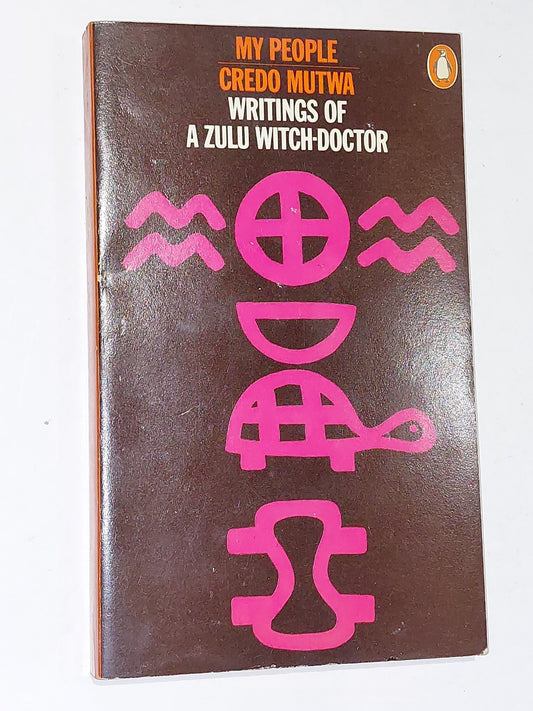 MY PEOPLE
CREDO MUTWA
WRITINGS OF
A ZULU WITCH-DOCTOR